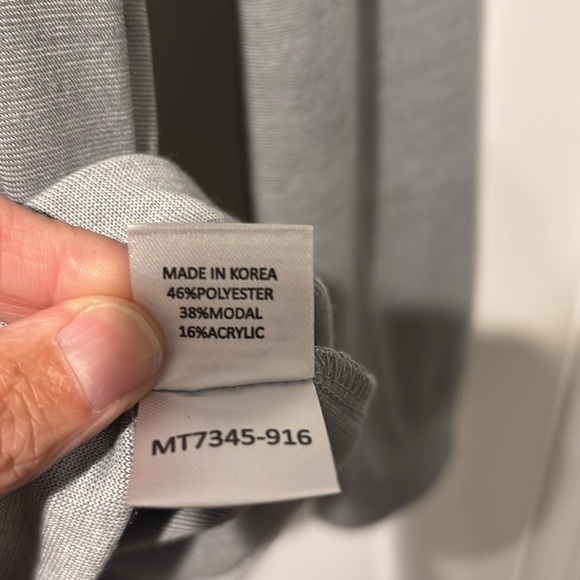 MADE IN KOREA
46%POLYESTER
38%MODAL
16%ACRYLIC
MT7345-916